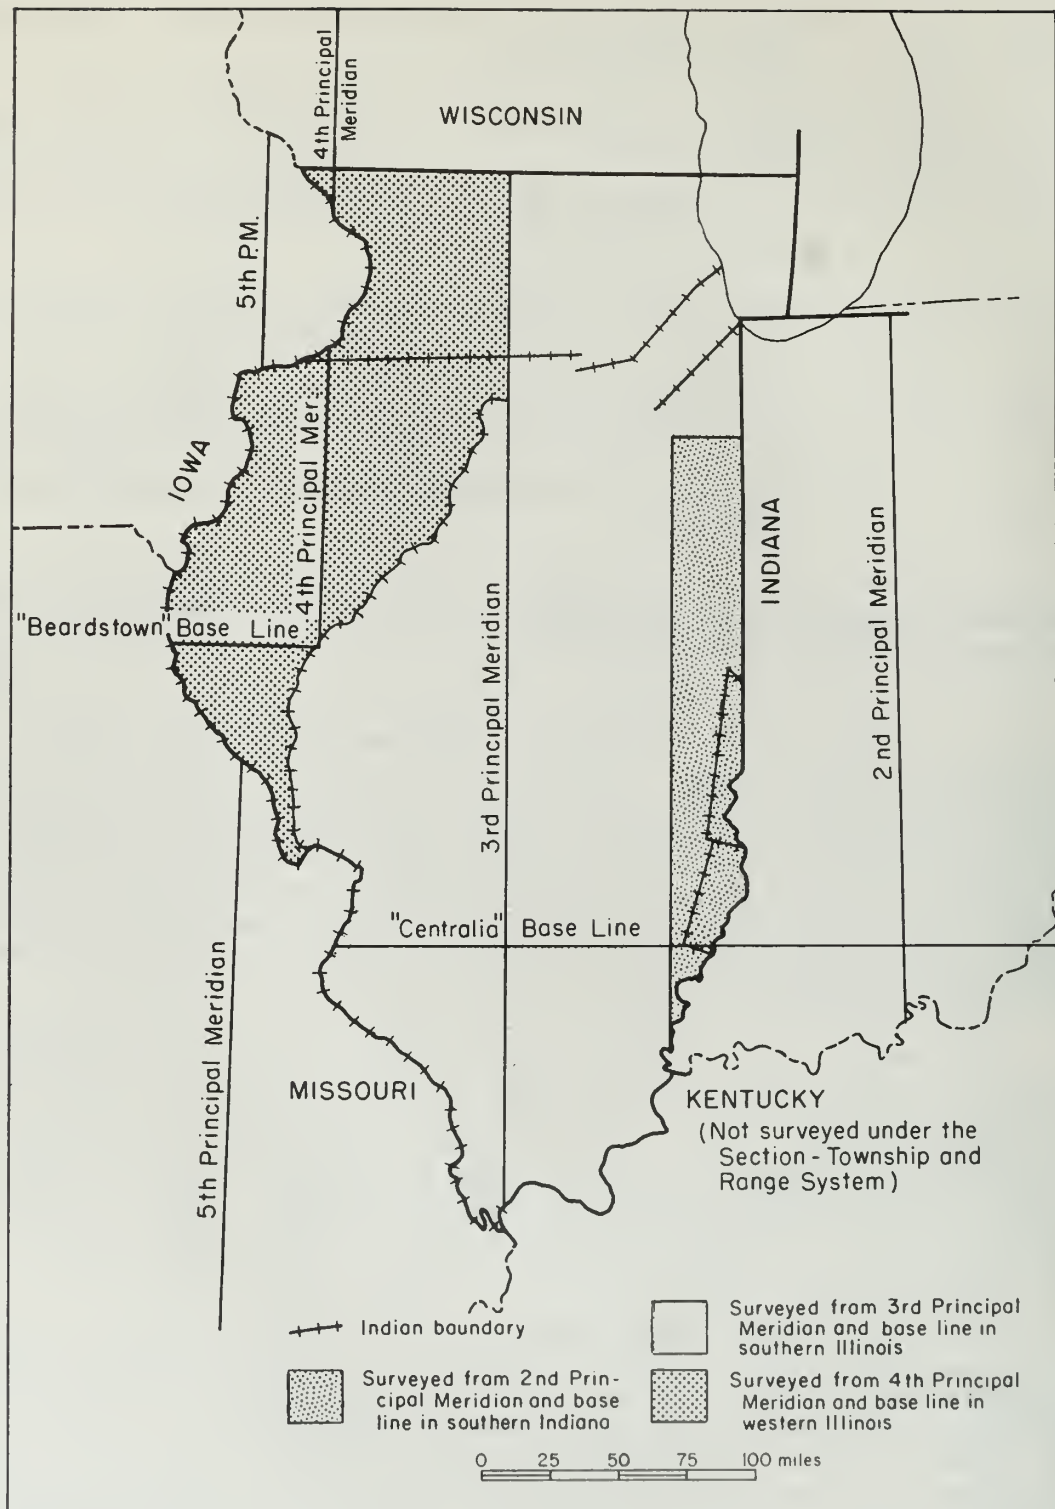 4th Principal
Meridian
WISCONSIN
5th P.M.
IOWA
4th Principal Mer.
"Beardstown" Base Line
3rd Principal Meridian
INDIANA
2nd Principal Meridian
"Centralia" Base Line
5th Principal Meridian
MISSOURI
KENTUCKY
(Not surveyed under the
Section-Township and
Range System)
Indian boundary
Surveyed from 3rd Principal
Meridian and base line in
southern Illinois
Surveyed from 2nd Prin-
cipal Meridian and base
line in southern Indiana
Surveyed from 4th Principal
Meridian and base line in
western Illinois
0 25 50 75 100 miles